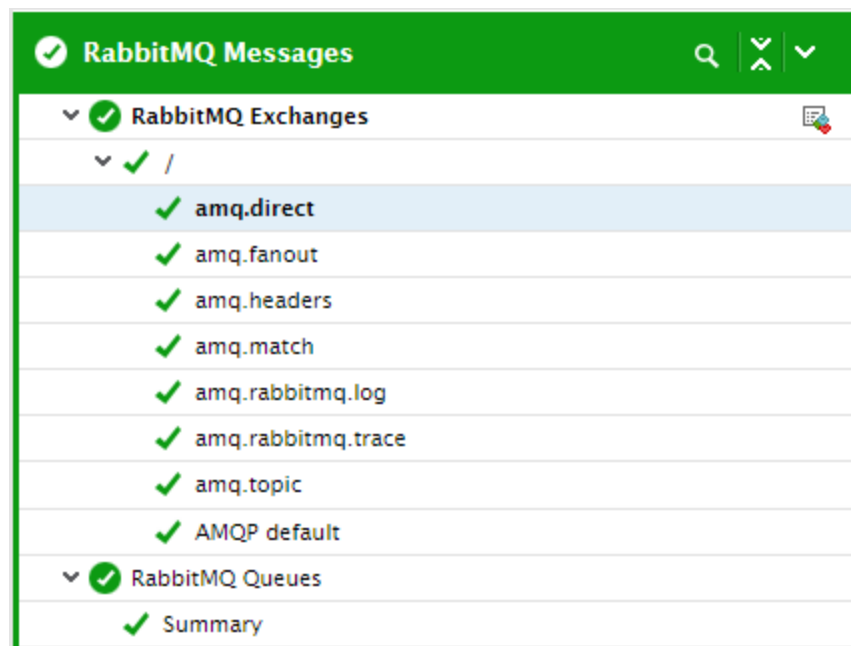 RabbitMQ Messages
RabbitMQ Exchanges
/
amq.direct
amq.fanout
amq.headers
amq.match
amq.rabbitmq.log
amq.rabbitmq.trace
amq.topic
AMQP default
RabbitMQ Queues
Summary